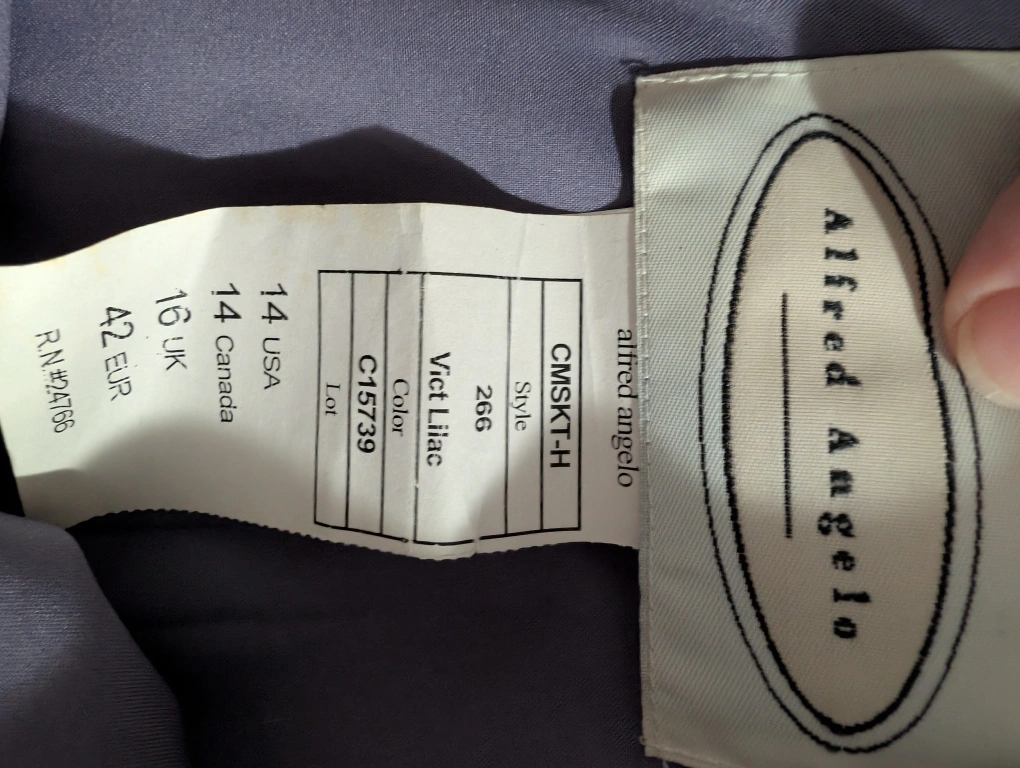 Alfred Angelo
alfred angelo
CMSKT-H
Style
266
Vict Lilac
Color
C15739
Lot
14 USA
14 Canada
16 UK
42 EUR
R.N.#24766